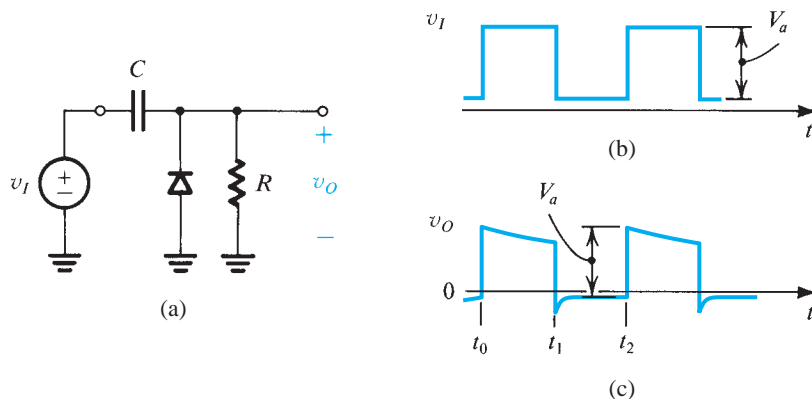 C
v_I
+
−
R
+
v_O
−
(a)
v_I
V_a
t
(b)
v_O
V_a
0
t
t_0
t_1
t_2
(c)